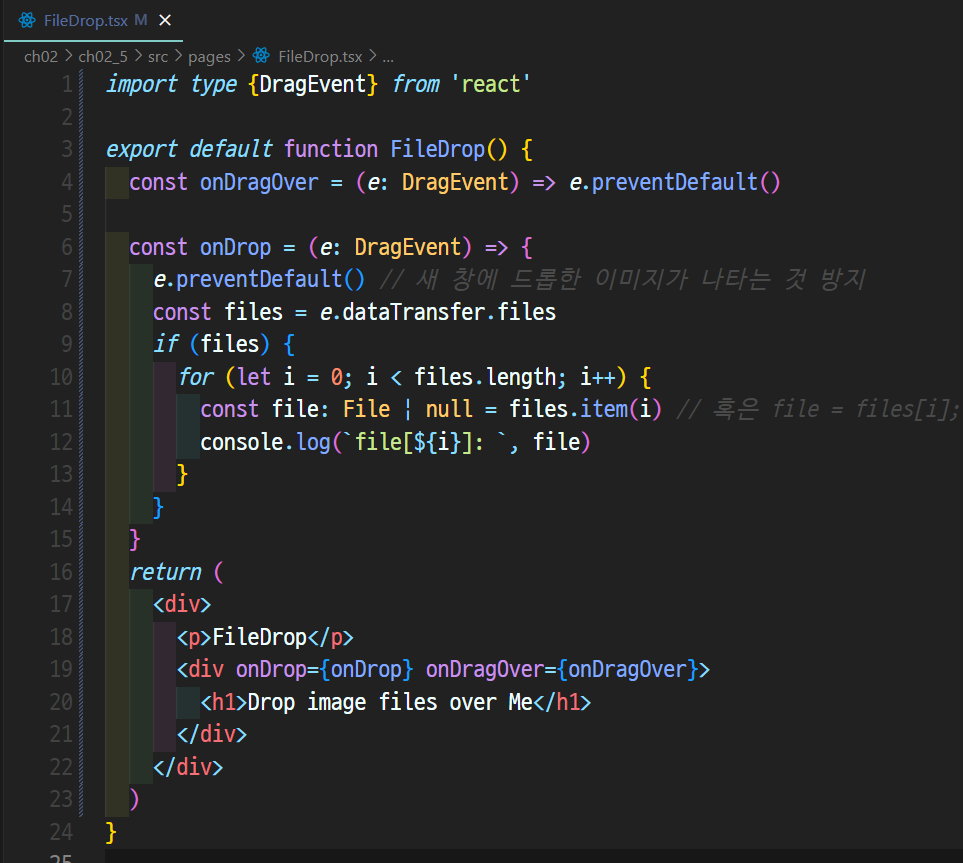 FileDrop.tsx M ×
ch02 > ch02_5 > src > pages > FileDrop.tsx > ...
1 import type {DragEvent} from 'react'
2
3 export default function FileDrop() {
4   const onDragOver = (e: DragEvent) => e.preventDefault()
5
6   const onDrop = (e: DragEvent) => {
7     e.preventDefault() // 새 창에 드롭한 이미지가 나타는 것 방지
8     const files = e.dataTransfer.files
9     if (files) {
10       for (let i = 0; i < files.length; i++) {
11         const file: File | null = files.item(i) // 혹은 file = files[i];
12         console.log(`file[${i}]: `, file)
13       }
14     }
15   }
16   return (
17     <div>
18       <p>FileDrop</p>
19       <div onDrop={onDrop} onDragOver={onDragOver}>
20         <h1>Drop image files over Me</h1>
21       </div>
22     </div>
23   )
24 }
25